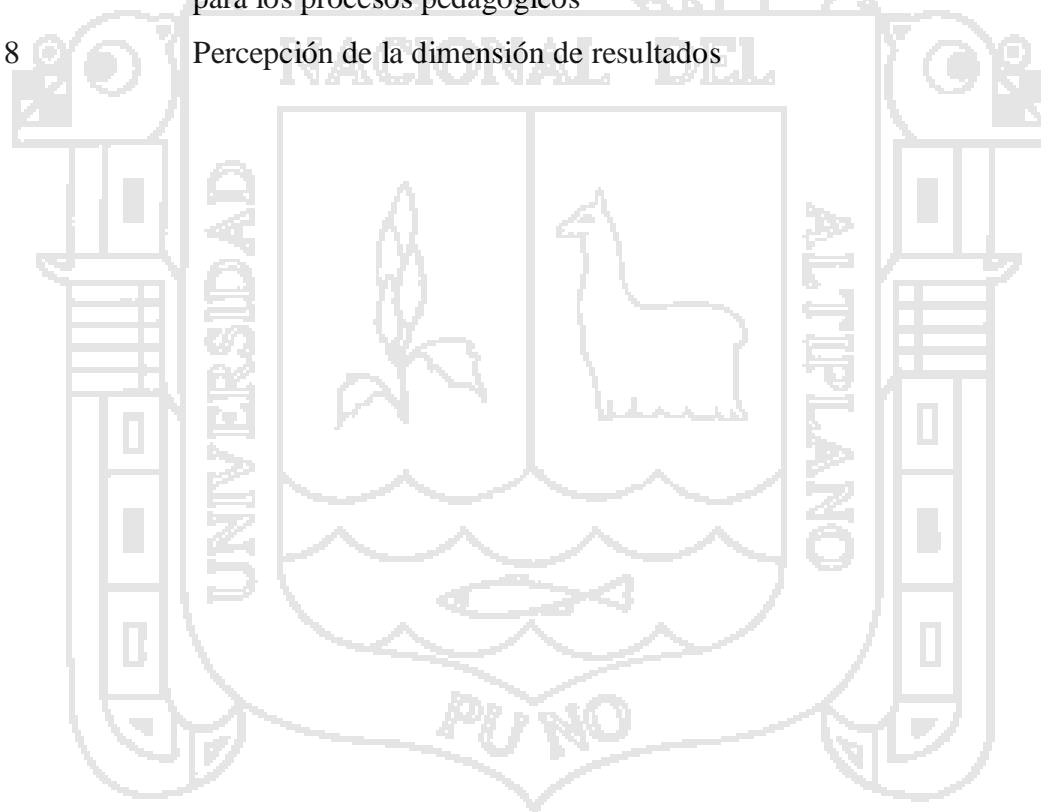 para los procesos pedagógicos
8 Percepción de la dimensión de resultados
NACIONAL DEL
UNIVERSIDAD
ALTIPLANO
PUNO